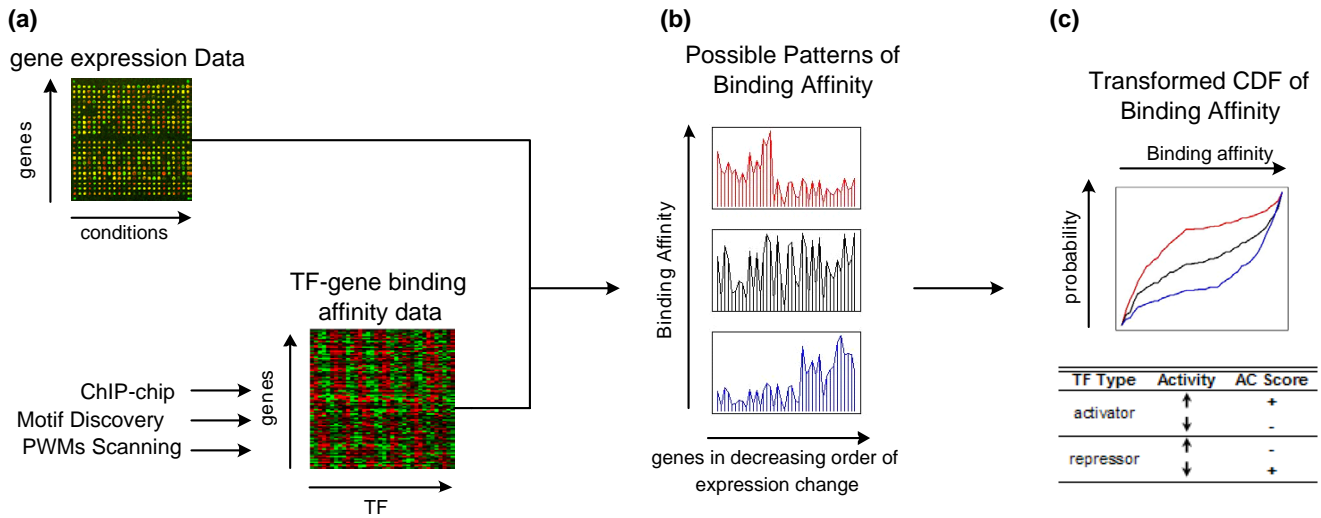 (a)
gene expression Data
genes
conditions
TF-gene binding
affinity data
genes
TF
ChIP-chip
Motif Discovery
PWMs Scanning
(b)
Possible Patterns of
Binding Affinity
Binding Affinity
genes in decreasing order of
expression change
(c)
Transformed CDF of
Binding Affinity
Binding affinity
probability
TF Type Activity AC Score
activator ↑ +
↓ -
repressor ↑ -
↓ +